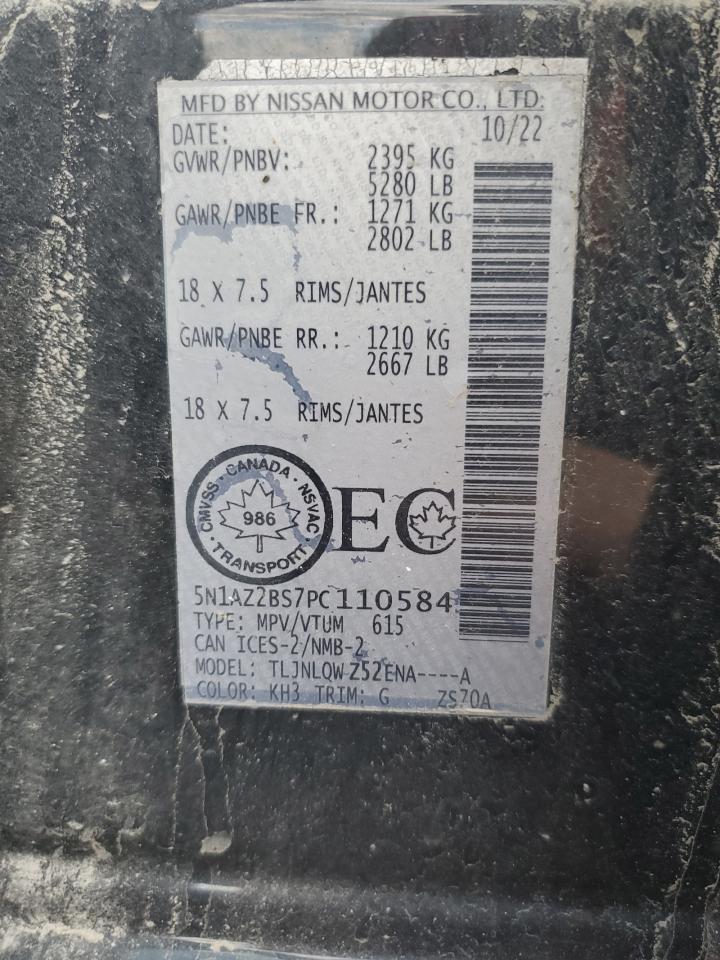 MFD BY NISSAN MOTOR CO., LTD.
DATE: 10/22
GVWR/PNBV: 2395 KG
5280 LB
GAWR/PNBE FR.: 1271 KG
2802 LB
18 X 7.5 RIMS/JANTES
GAWR/PNBE RR.: 1210 KG
2667 LB
18 X 7.5 RIMS/JANTES
CMVSS · CANADA · NSVAC
986
· TRANSPORT ·
EC
5N1AZ2BS7PC110584
TYPE: MPV/VTUM 615
CAN ICES-2/NMB-2
MODEL: TLJNLQWZ52ENA----A
COLOR: KH3 TRIM: G ZS70A